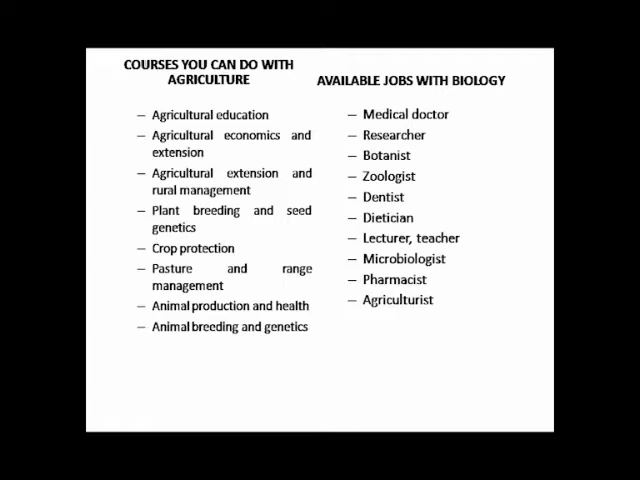 COURSES YOU CAN DO WITH
AGRICULTURE
– Agricultural education
– Agricultural economics and
extension
– Agricultural extension and
rural management
– Plant breeding and seed
genetics
– Crop protection
– Pasture and range
management
– Animal production and health
– Animal breeding and genetics
AVAILABLE JOBS WITH BIOLOGY
– Medical doctor
– Researcher
– Botanist
– Zoologist
– Dentist
– Dietician
– Lecturer, teacher
– Microbiologist
– Pharmacist
– Agriculturist